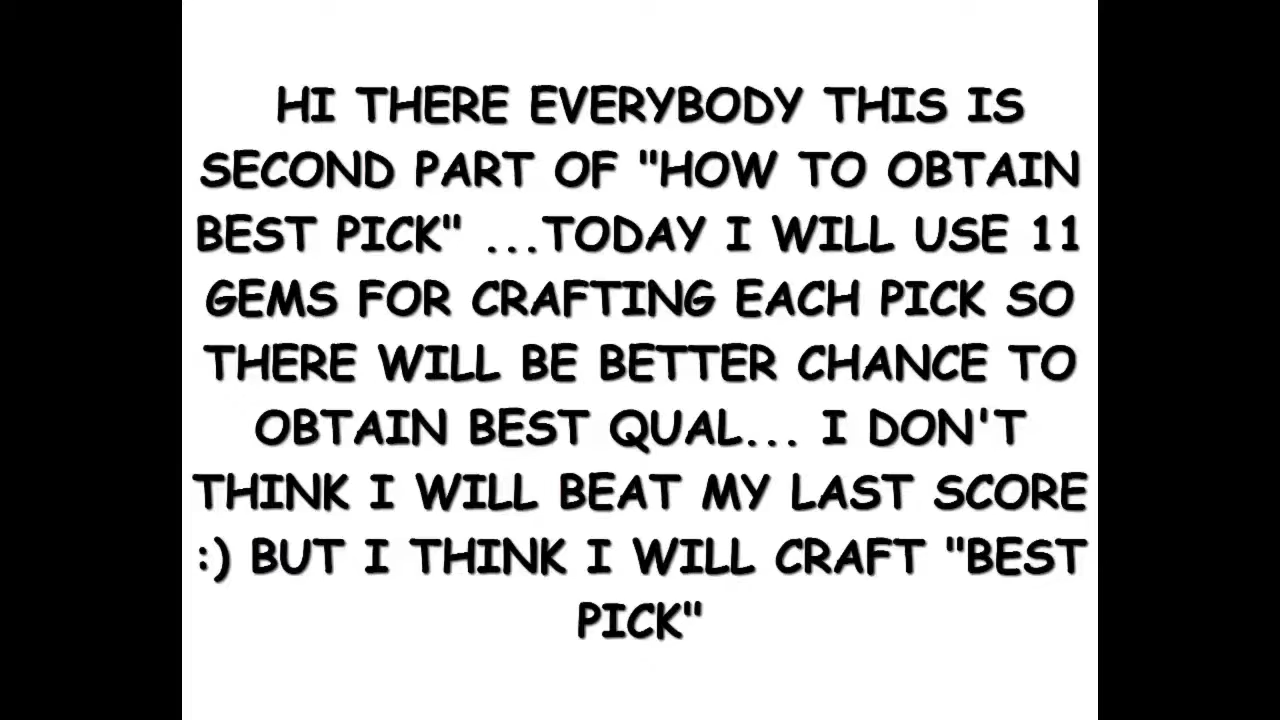 HI THERE EVERYBODY THIS IS
SECOND PART OF "HOW TO OBTAIN
BEST PICK" ...TODAY I WILL USE 11
GEMS FOR CRAFTING EACH PICK SO
THERE WILL BE BETTER CHANCE TO
OBTAIN BEST QUAL... I DON'T
THINK I WILL BEAT MY LAST SCORE
:) BUT I THINK I WILL CRAFT "BEST
PICK"